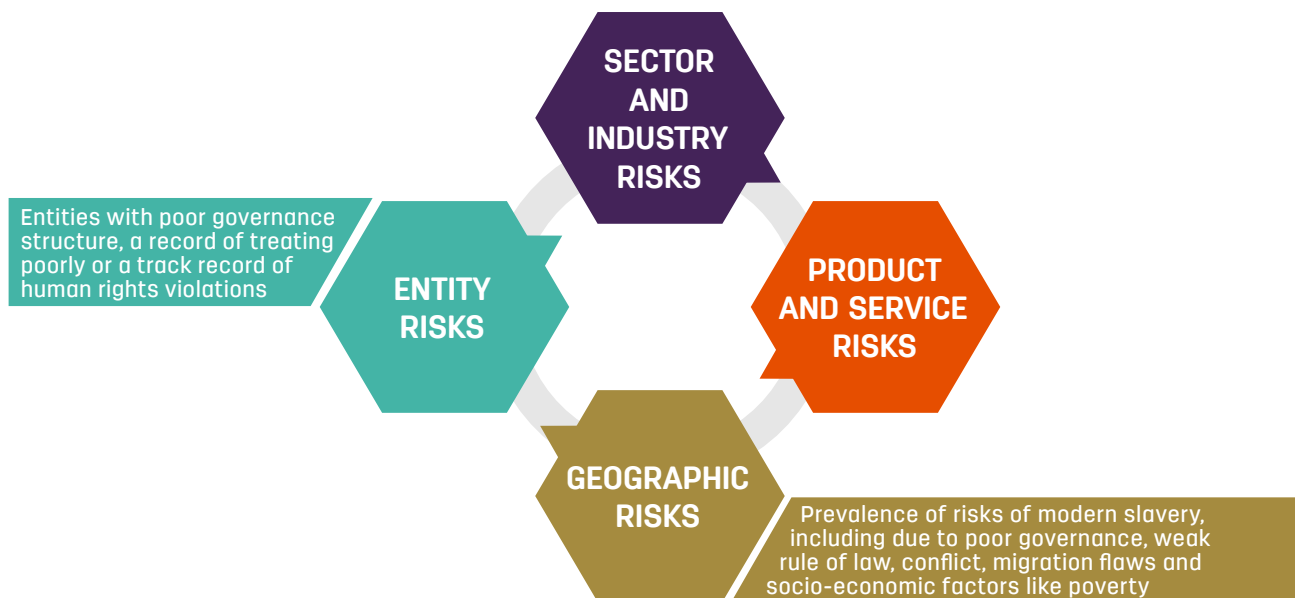 SECTOR
AND
INDUSTRY
RISKS
Entities with poor governance
structure, a record of treating
poorly or a track record of
human rights violations
ENTITY
RISKS
PRODUCT
AND SERVICE
RISKS
GEOGRAPHIC
RISKS
Prevalence of risks of modern slavery,
including due to poor governance, weak
rule of law, conflict, migration flaws and
socio-economic factors like poverty